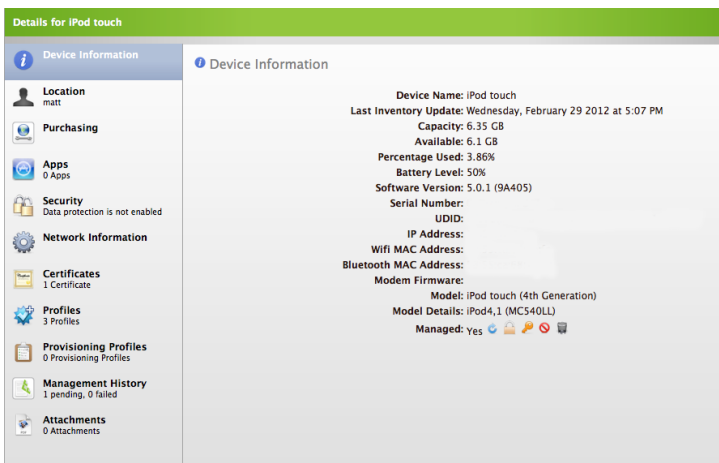 Details for iPod touch
Device Information
Location
matt
Purchasing
Apps
0 Apps
Security
Data protection is not enabled
Network Information
Certificates
1 Certificate
Profiles
3 Profiles
Provisioning Profiles
0 Provisioning Profiles
Management History
1 pending, 0 failed
Attachments
0 Attachments
Device Information
Device Name: iPod touch
Last Inventory Update: Wednesday, February 29 2012 at 5:07 PM
Capacity: 6.35 GB
Available: 6.1 GB
Percentage Used: 3.86%
Battery Level: 50%
Software Version: 5.0.1 (9A405)
Serial Number:
UDID:
IP Address:
Wifi MAC Address:
Bluetooth MAC Address:
Modem Firmware:
Model: iPod touch (4th Generation)
Model Details: iPod4,1 (MC540LL)
Managed: Yes